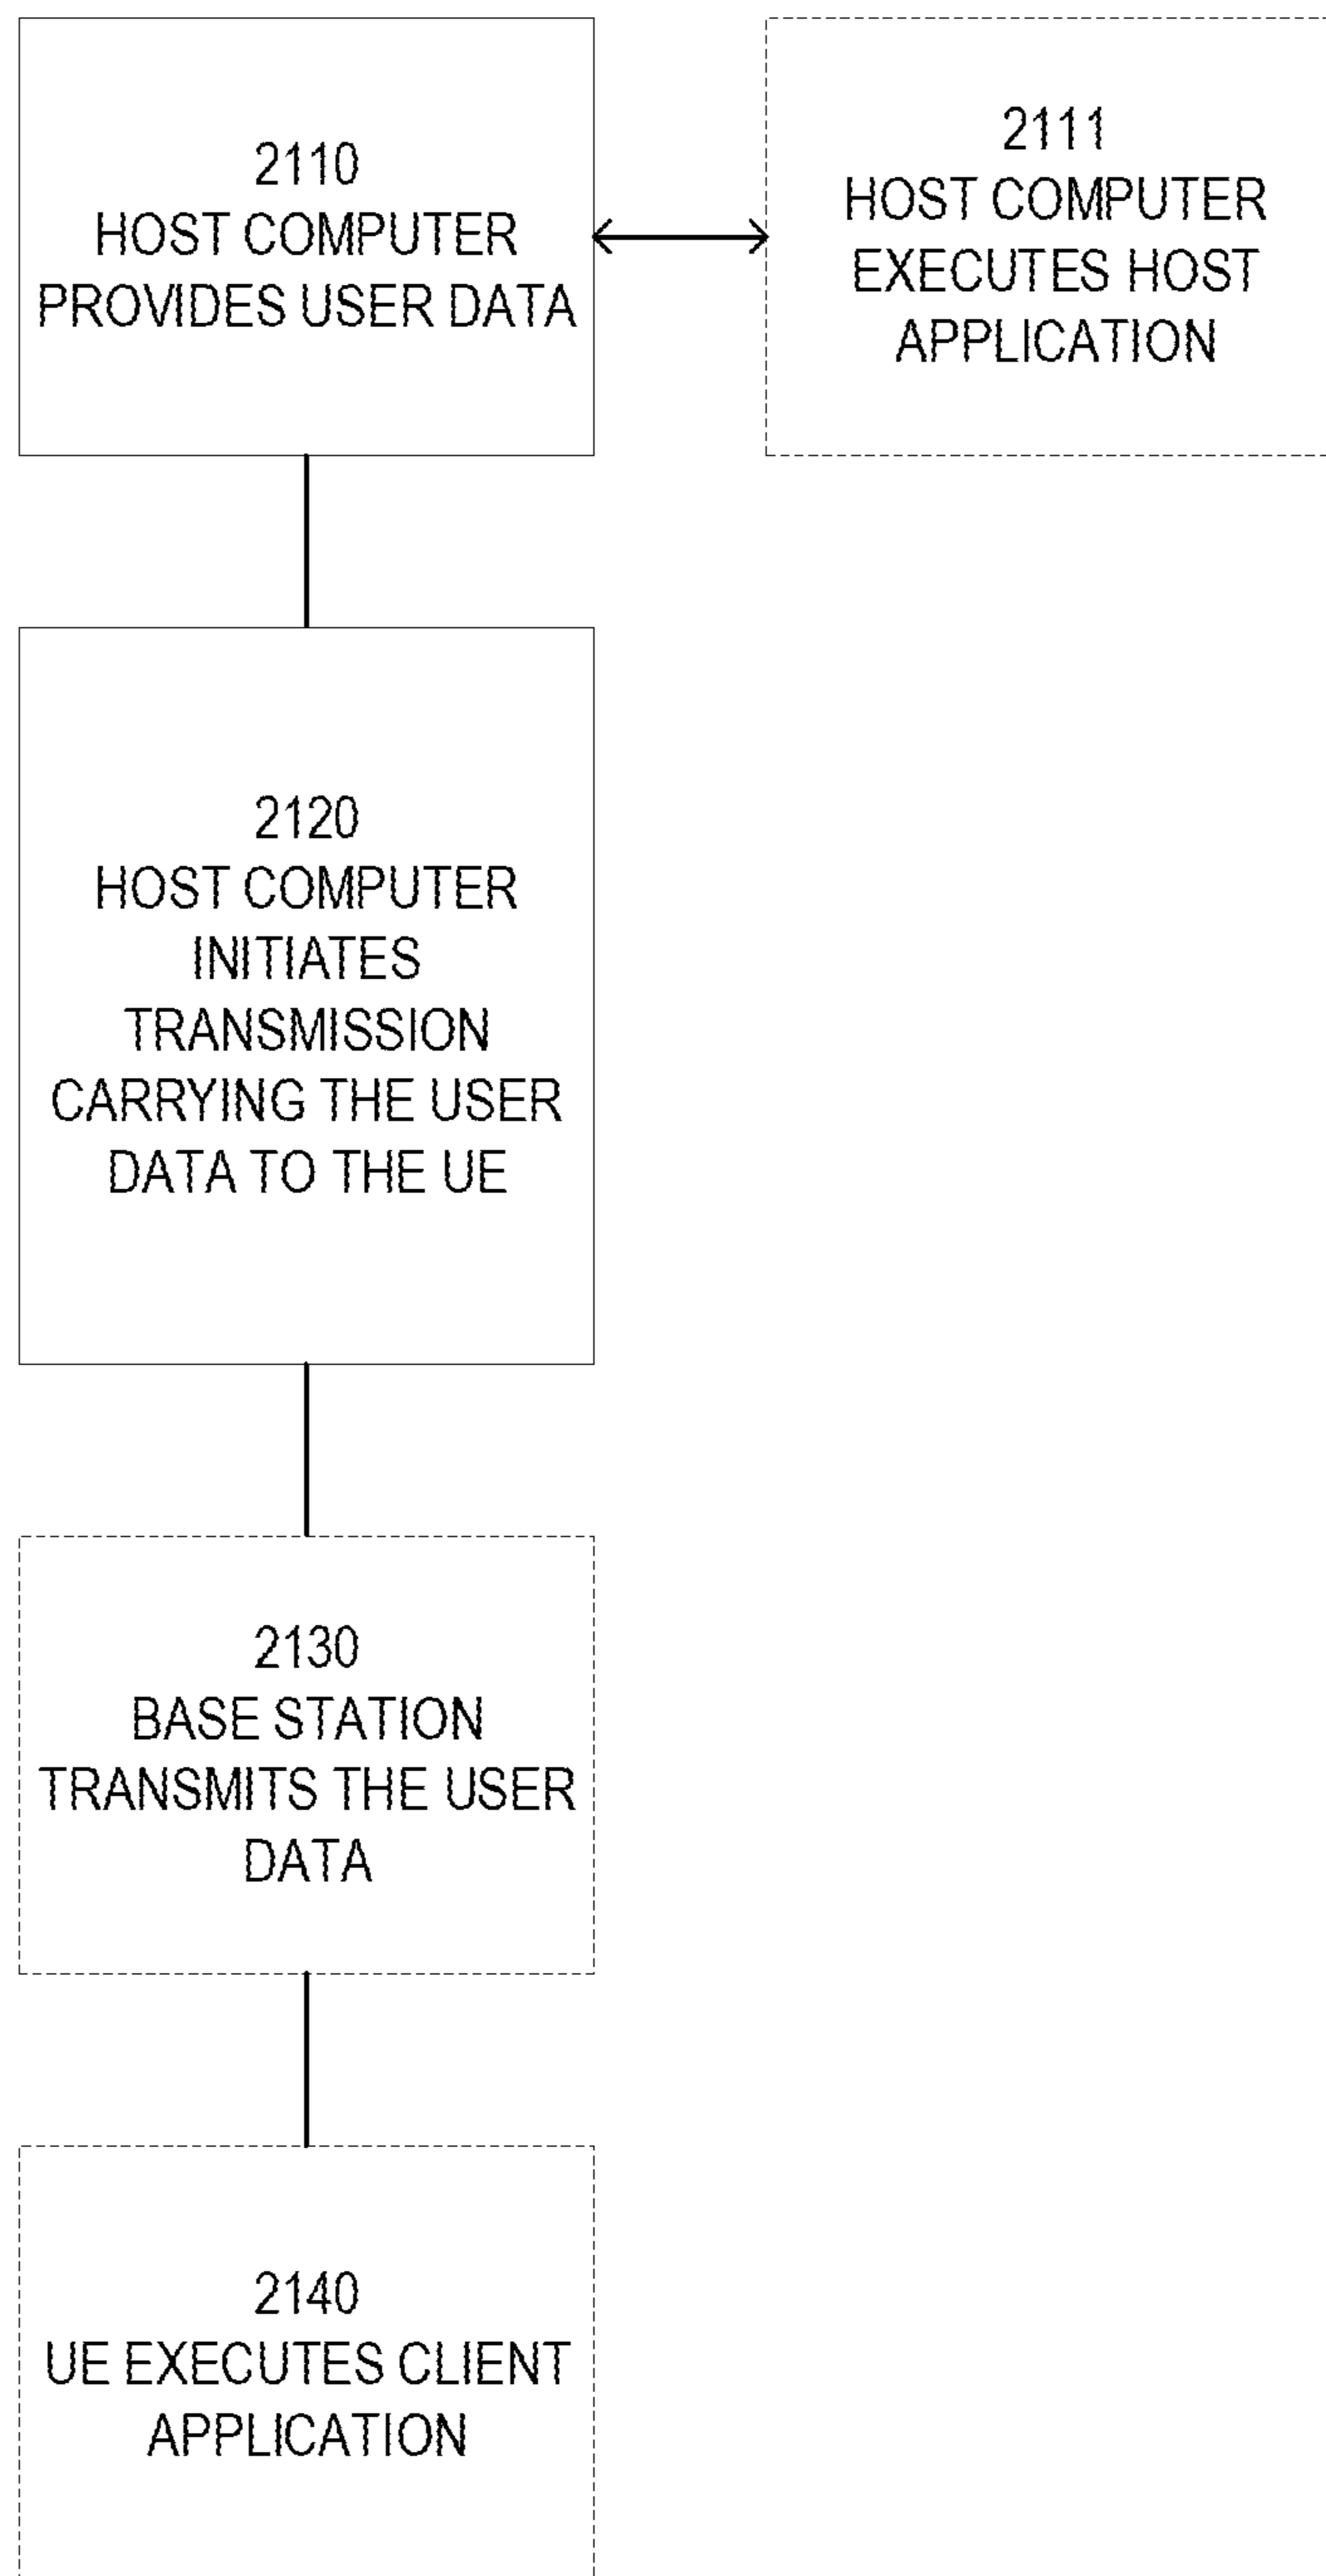 2110
HOST COMPUTER
PROVIDES USER DATA
2111
HOST COMPUTER
EXECUTES HOST
APPLICATION
2120
HOST COMPUTER
INITIATES
TRANSMISSION
CARRYING THE USER
DATA TO THE UE
2130
BASE STATION
TRANSMITS THE USER
DATA
2140
UE EXECUTES CLIENT
APPLICATION